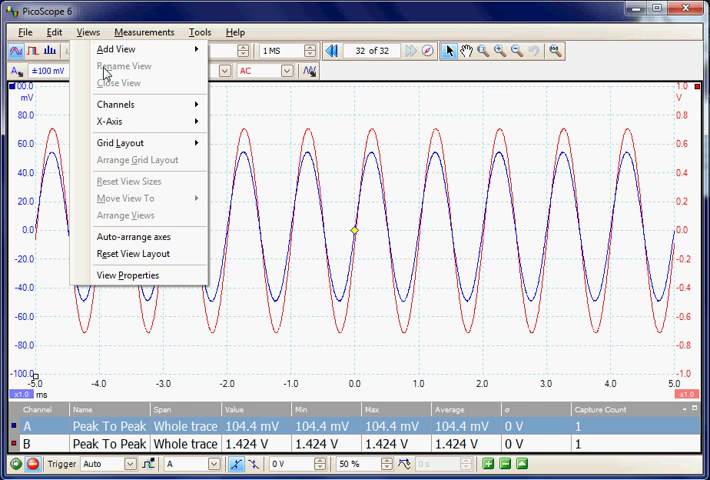 PicoScope 6
File Edit Views Measurements Tools Help
1 MS 32 of 32
A ±100 mV AC
Add View
Rename View
Close View
Channels
X-Axis
Grid Layout
Arrange Grid Layout
Reset View Sizes
Move View To
Arrange Views
Auto-arrange axes
Reset View Layout
View Properties
100.0 1.0
mV V
80.0 0.8
60.0 0.6
40.0 0.4
20.0 0.2
0.0 0.0
-20.0 -0.2
-40.0 -0.4
-60.0 -0.6
-80.0 -0.8
-100.0 -1.0
-5.0 -4.0 -3.0 -2.0 -1.0 0.0 1.0 2.0 3.0 4.0 5.0
x1.0 ms x1.0
Channel Name Span Value Min Max Average σ Capture Count
A Peak To Peak Whole trace 104.4 mV 104.4 mV 104.4 mV 104.4 mV 0 V 1
B Peak To Peak Whole trace 1.424 V 1.424 V 1.424 V 1.424 V 0 V 1
Trigger Auto A 0 V 50 % 0 s